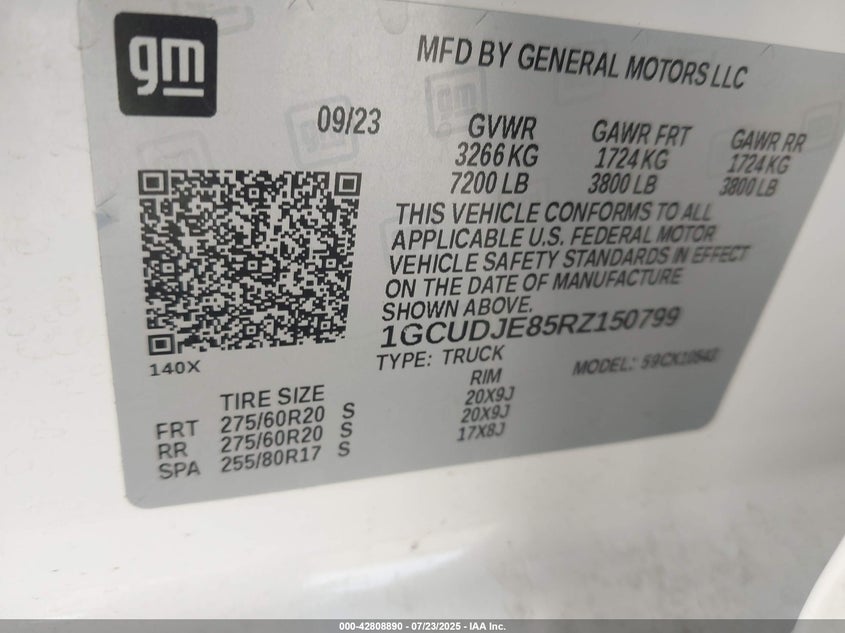 gm
MFD BY GENERAL MOTORS LLC
09/23
GVWR GAWR FRT GAWR RR
3266 KG 1724 KG 1724 KG
7200 LB 3800 LB 3800 LB
THIS VEHICLE CONFORMS TO ALL
APPLICABLE U.S. FEDERAL MOTOR
VEHICLE SAFETY STANDARDS IN EFFECT
ON THE DATE OF MANUFACTURE
SHOWN ABOVE.
1GCUDJE85RZ150799
TYPE: TRUCK MODEL:
140X
TIRE SIZE RIM
FRT 275/60R20 S 20X9J
RR 275/60R20 S 20X9J
SPA 255/80R17 S 17X8J
000-42808890 - 07/23/2025 - IAA Inc.